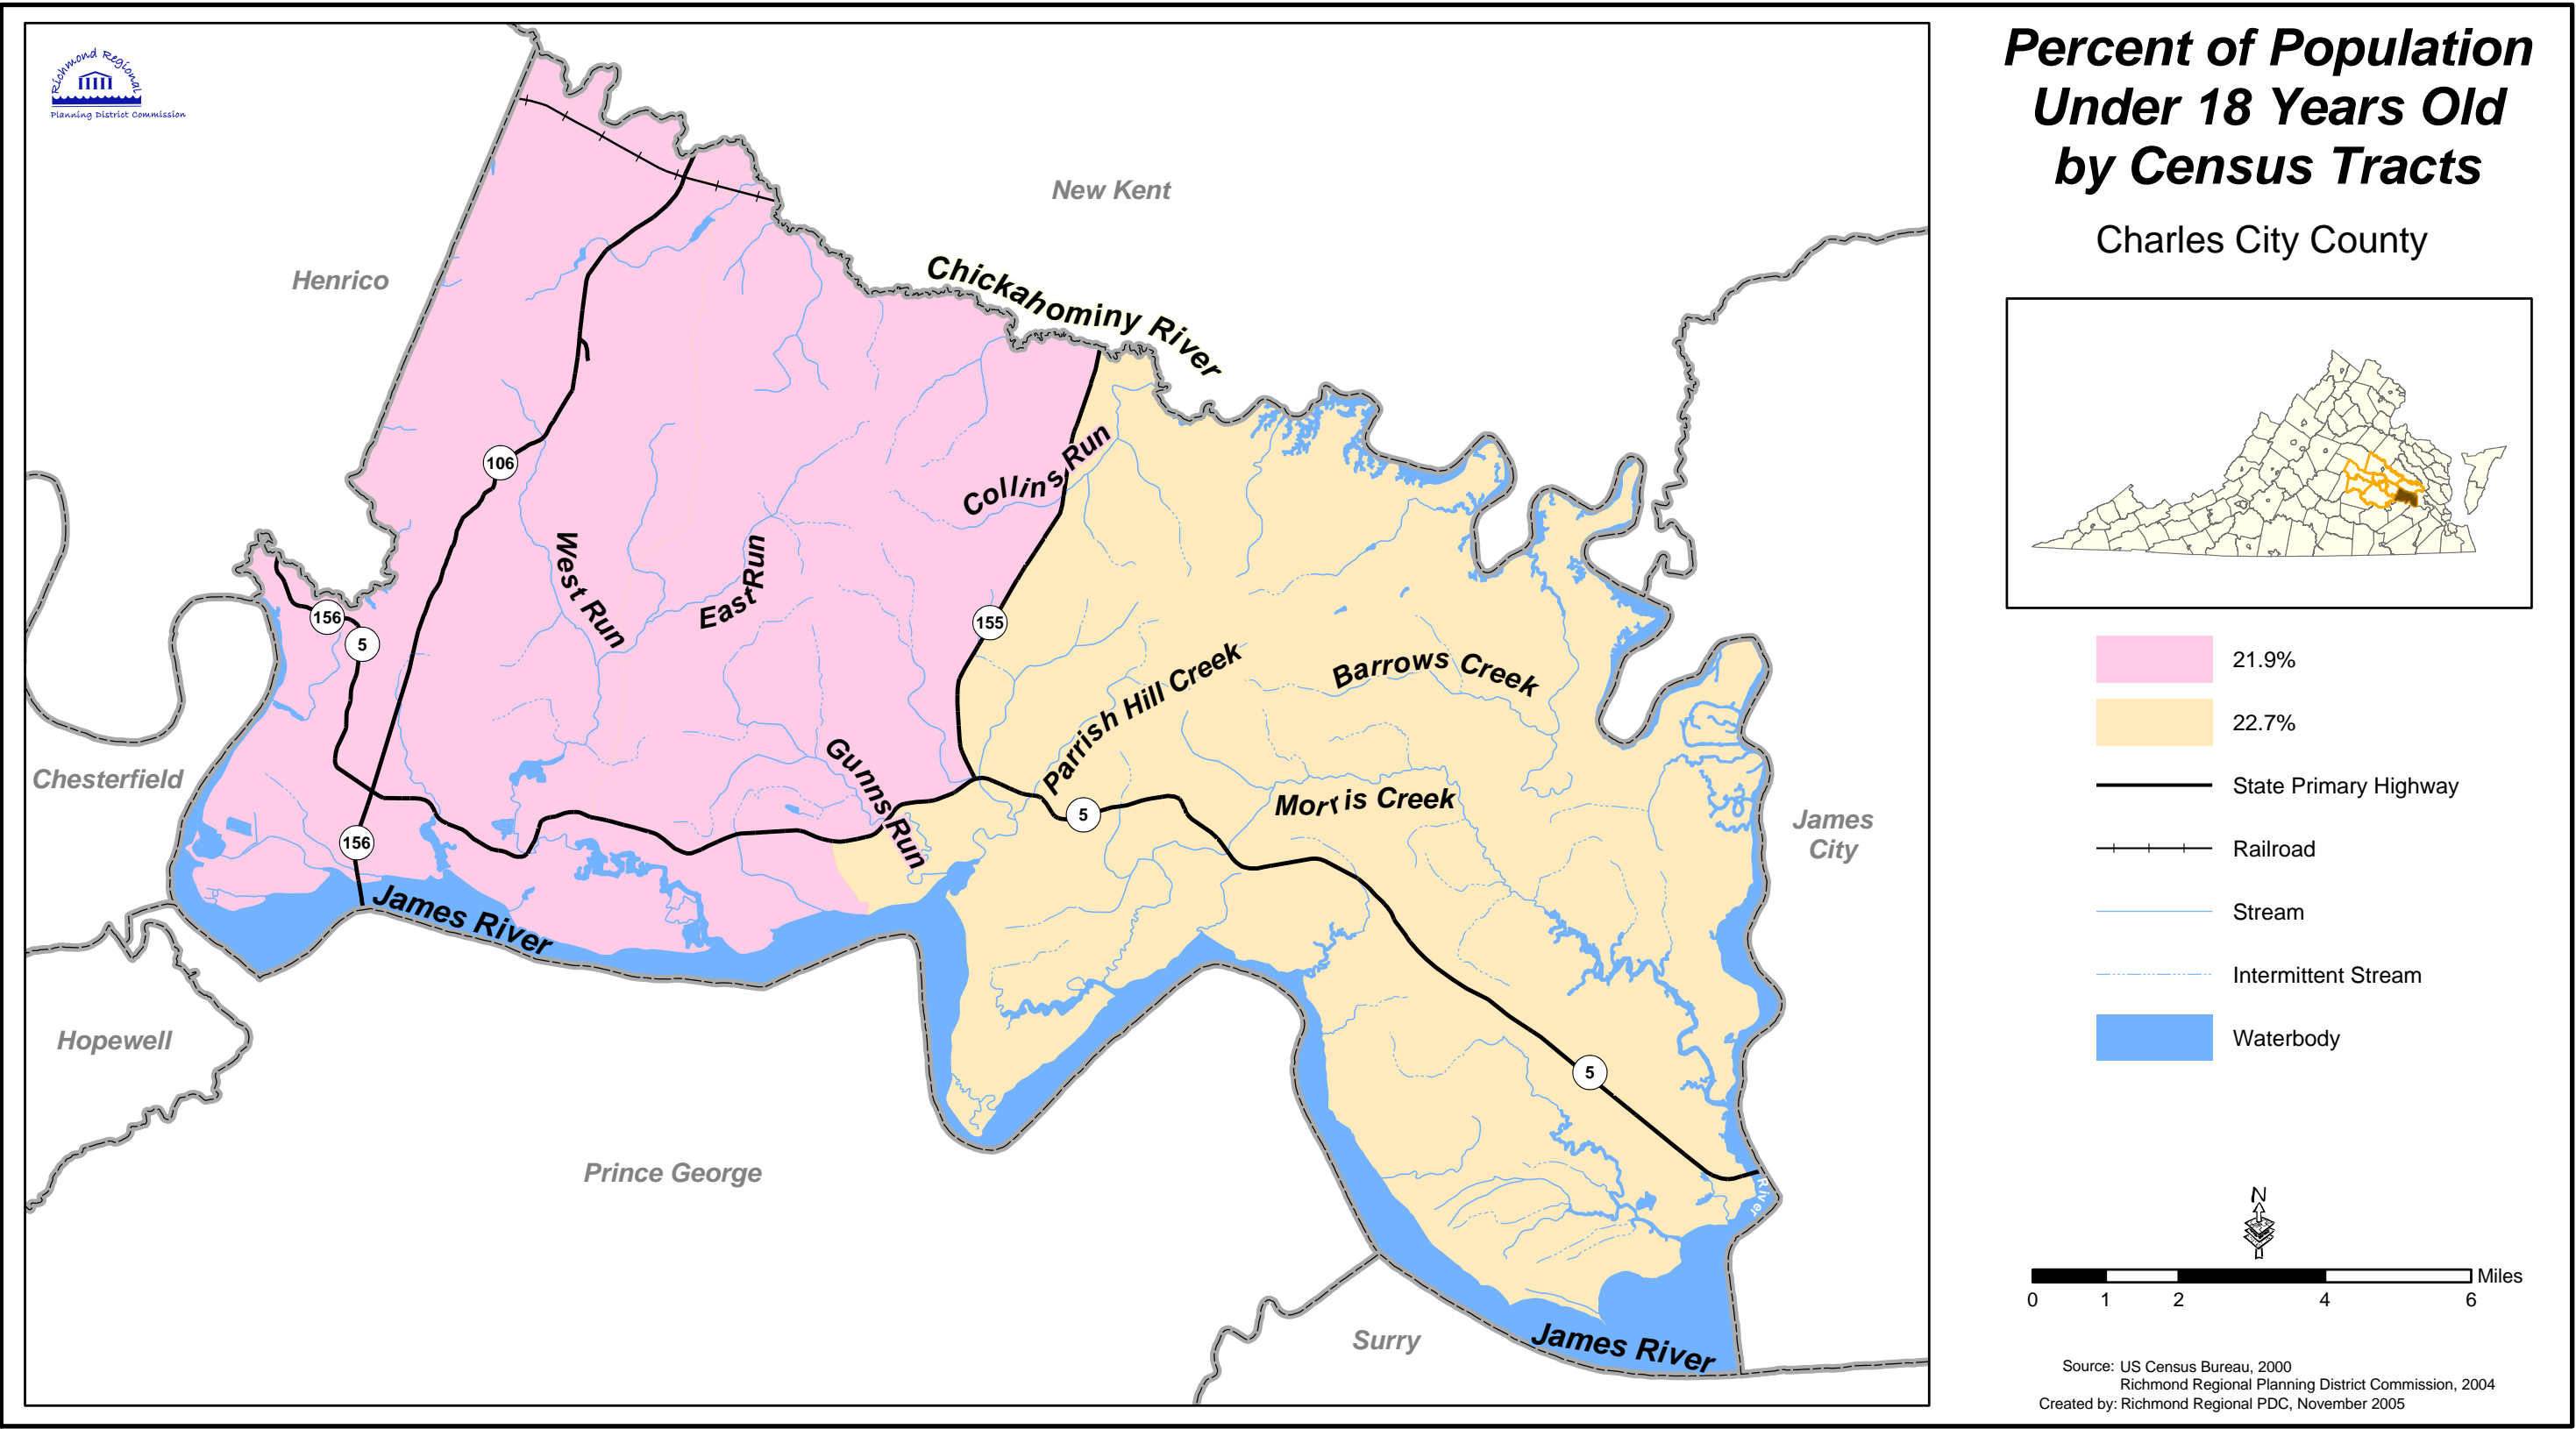 Percent of Population
Under 18 Years Old
by Census Tracts
Charles City County
Richmond Regional
Planning District Commission
New Kent
Henrico
Chickahominy River
Collins Run
106
West Run
East Run
156
5
155
Parrish Hill Creek
Barrows Creek
Gunns Run
Chesterfield
Morris Creek
5
156
James
City
James River
Hopewell
5
Prince George
River
Surry
James River
21.9%
22.7%
State Primary Highway
Railroad
Stream
Intermittent Stream
Waterbody
N
Miles
0 1 2 4 6
Source: US Census Bureau, 2000
Richmond Regional Planning District Commission, 2004
Created by: Richmond Regional PDC, November 2005